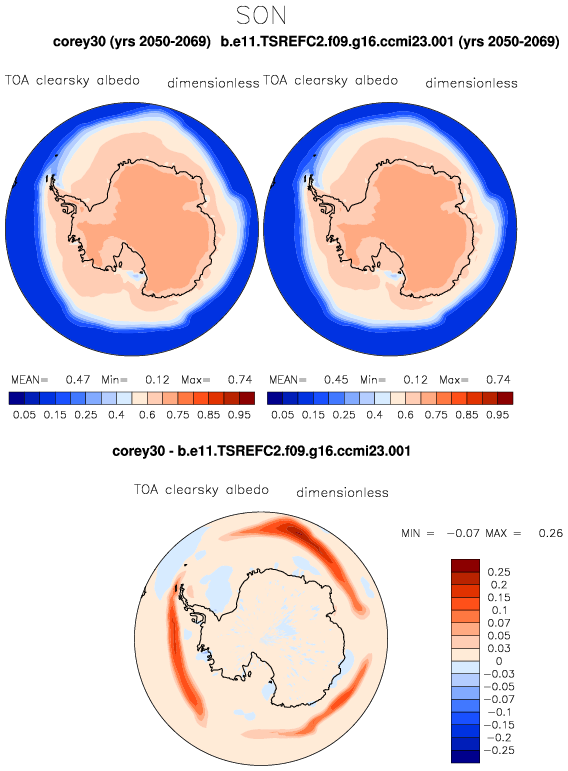 SON
corey30 (yrs 2050-2069) b.e11.TSREFC2.f09.g16.ccmi23.001 (yrs 2050-2069)
TOA clearsky albedo dimensionless TOA clearsky albedo dimensionless
MEAN= 0.47 Min= 0.12 Max= 0.74 MEAN= 0.45 Min= 0.12 Max= 0.74
0.05 0.15 0.25 0.4 0.6 0.75 0.85 0.95 0.05 0.15 0.25 0.4 0.6 0.75 0.85 0.95
corey30 - b.e11.TSREFC2.f09.g16.ccmi23.001
TOA clearsky albedo dimensionless
MIN = -0.07 MAX = 0.26
0.25
0.2
0.15
0.1
0.07
0.05
0.03
0
-0.03
-0.05
-0.07
-0.1
-0.15
-0.2
-0.25